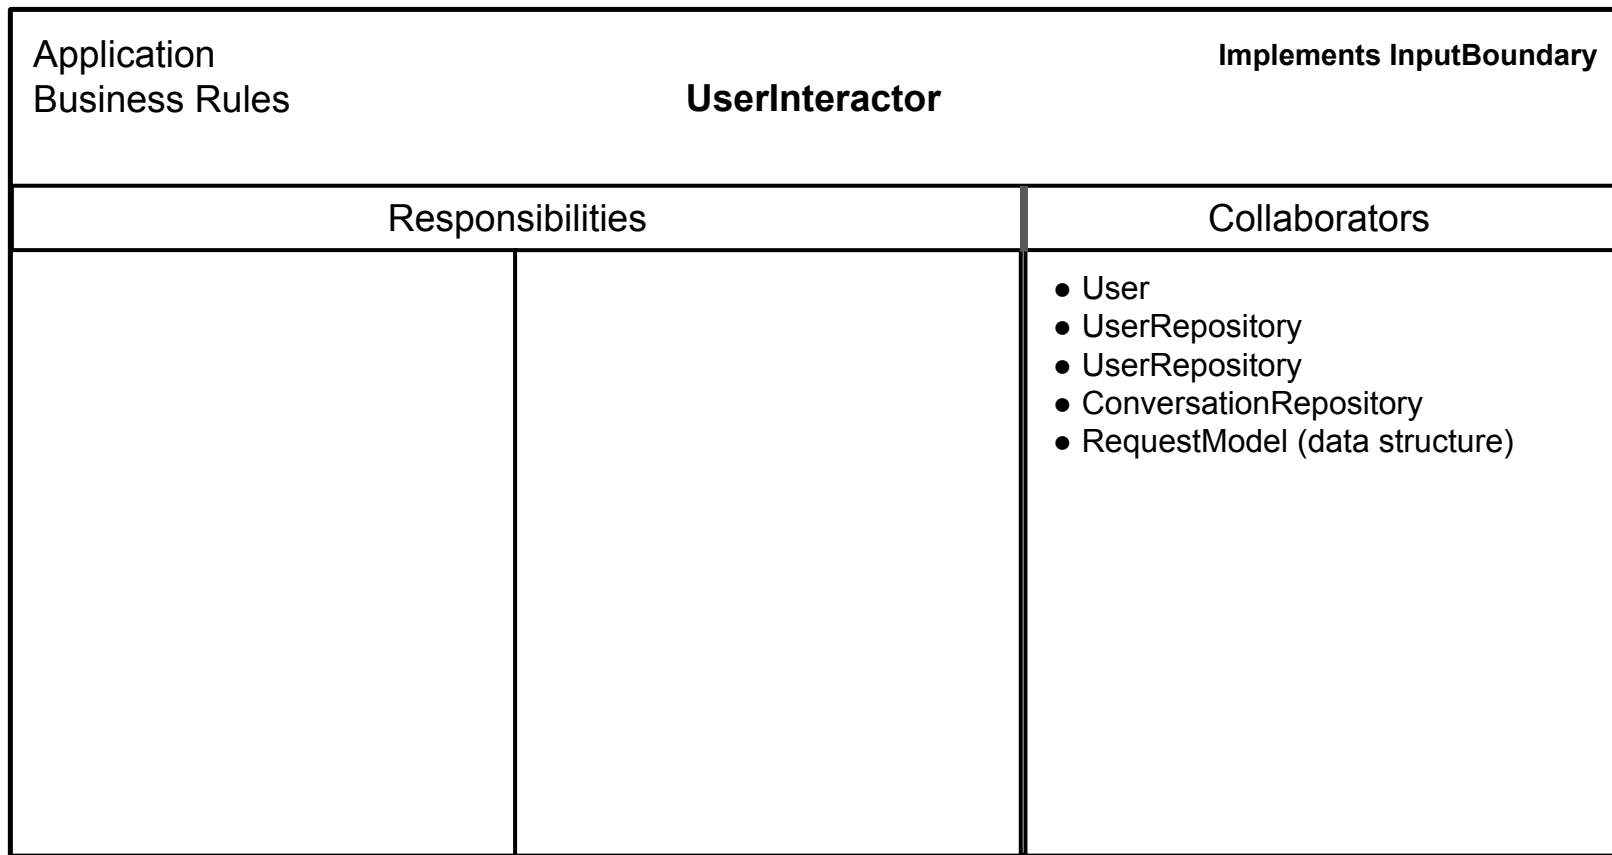 Application
Business Rules
UserInteractor
Implements InputBoundary
Responsibilities
Collaborators
● User
● UserRepository
● UserRepository
● ConversationRepository
● RequestModel (data structure)